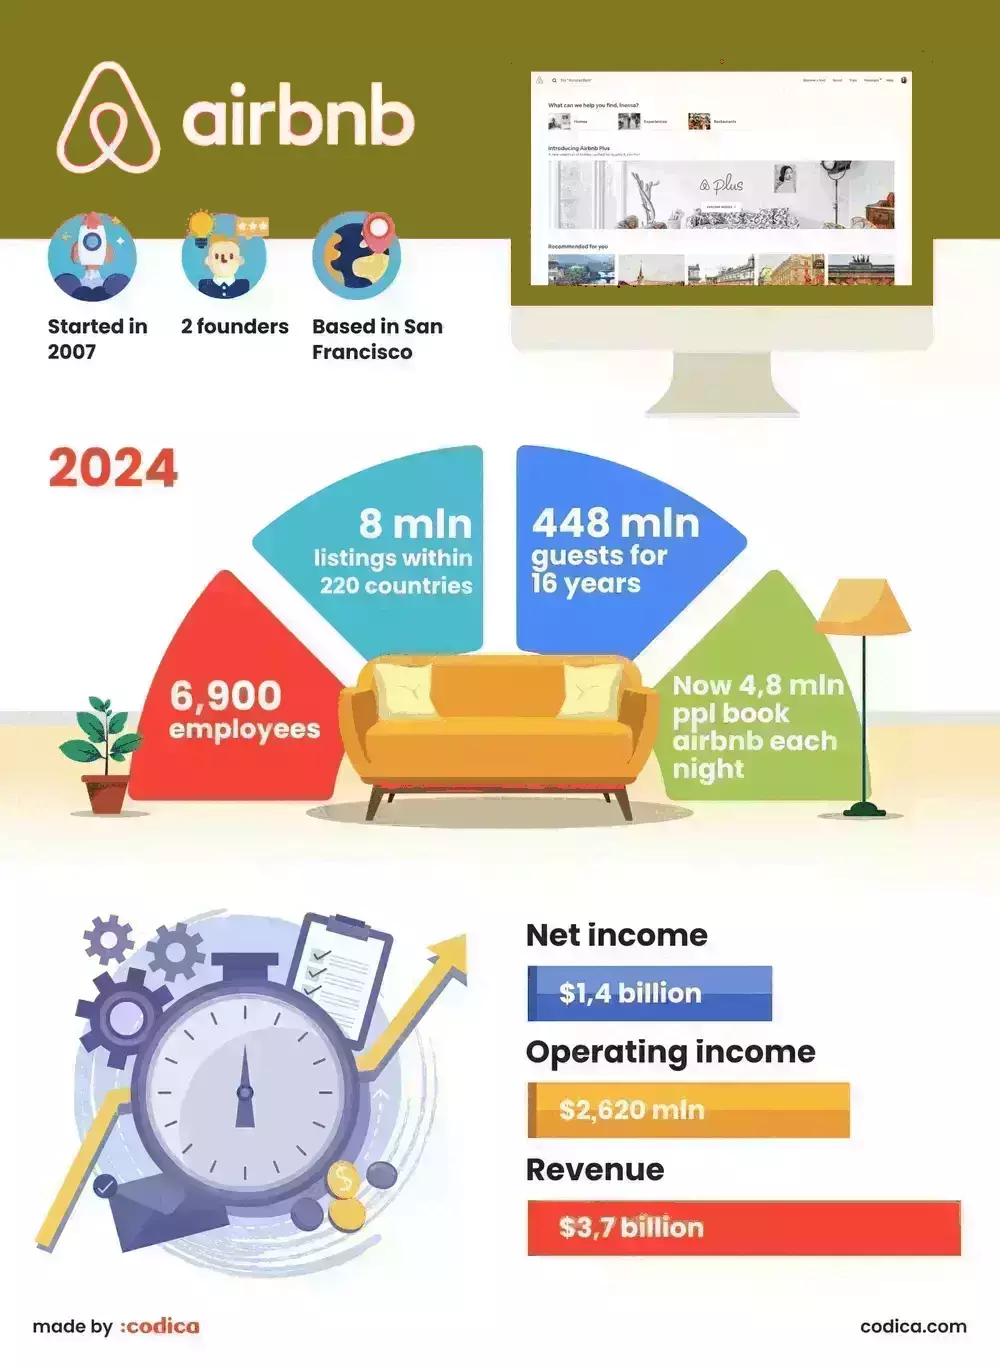 airbnb
What can we help you find, Inessa?
Homes
Experiences
Restaurants
Introducing Airbnb Plus
Plus
Recommended for you
Started in
2007
2 founders
Based in San
Francisco
2024
8 mln
listings within
220 countries
448 mln
guests for
16 years
6,900
employees
Now 4,8 mln
ppl book
airbnb each
night
Net income
$1,4 billion
Operating income
$2,620 mln
Revenue
$3,7 billion
made by :codica
codica.com